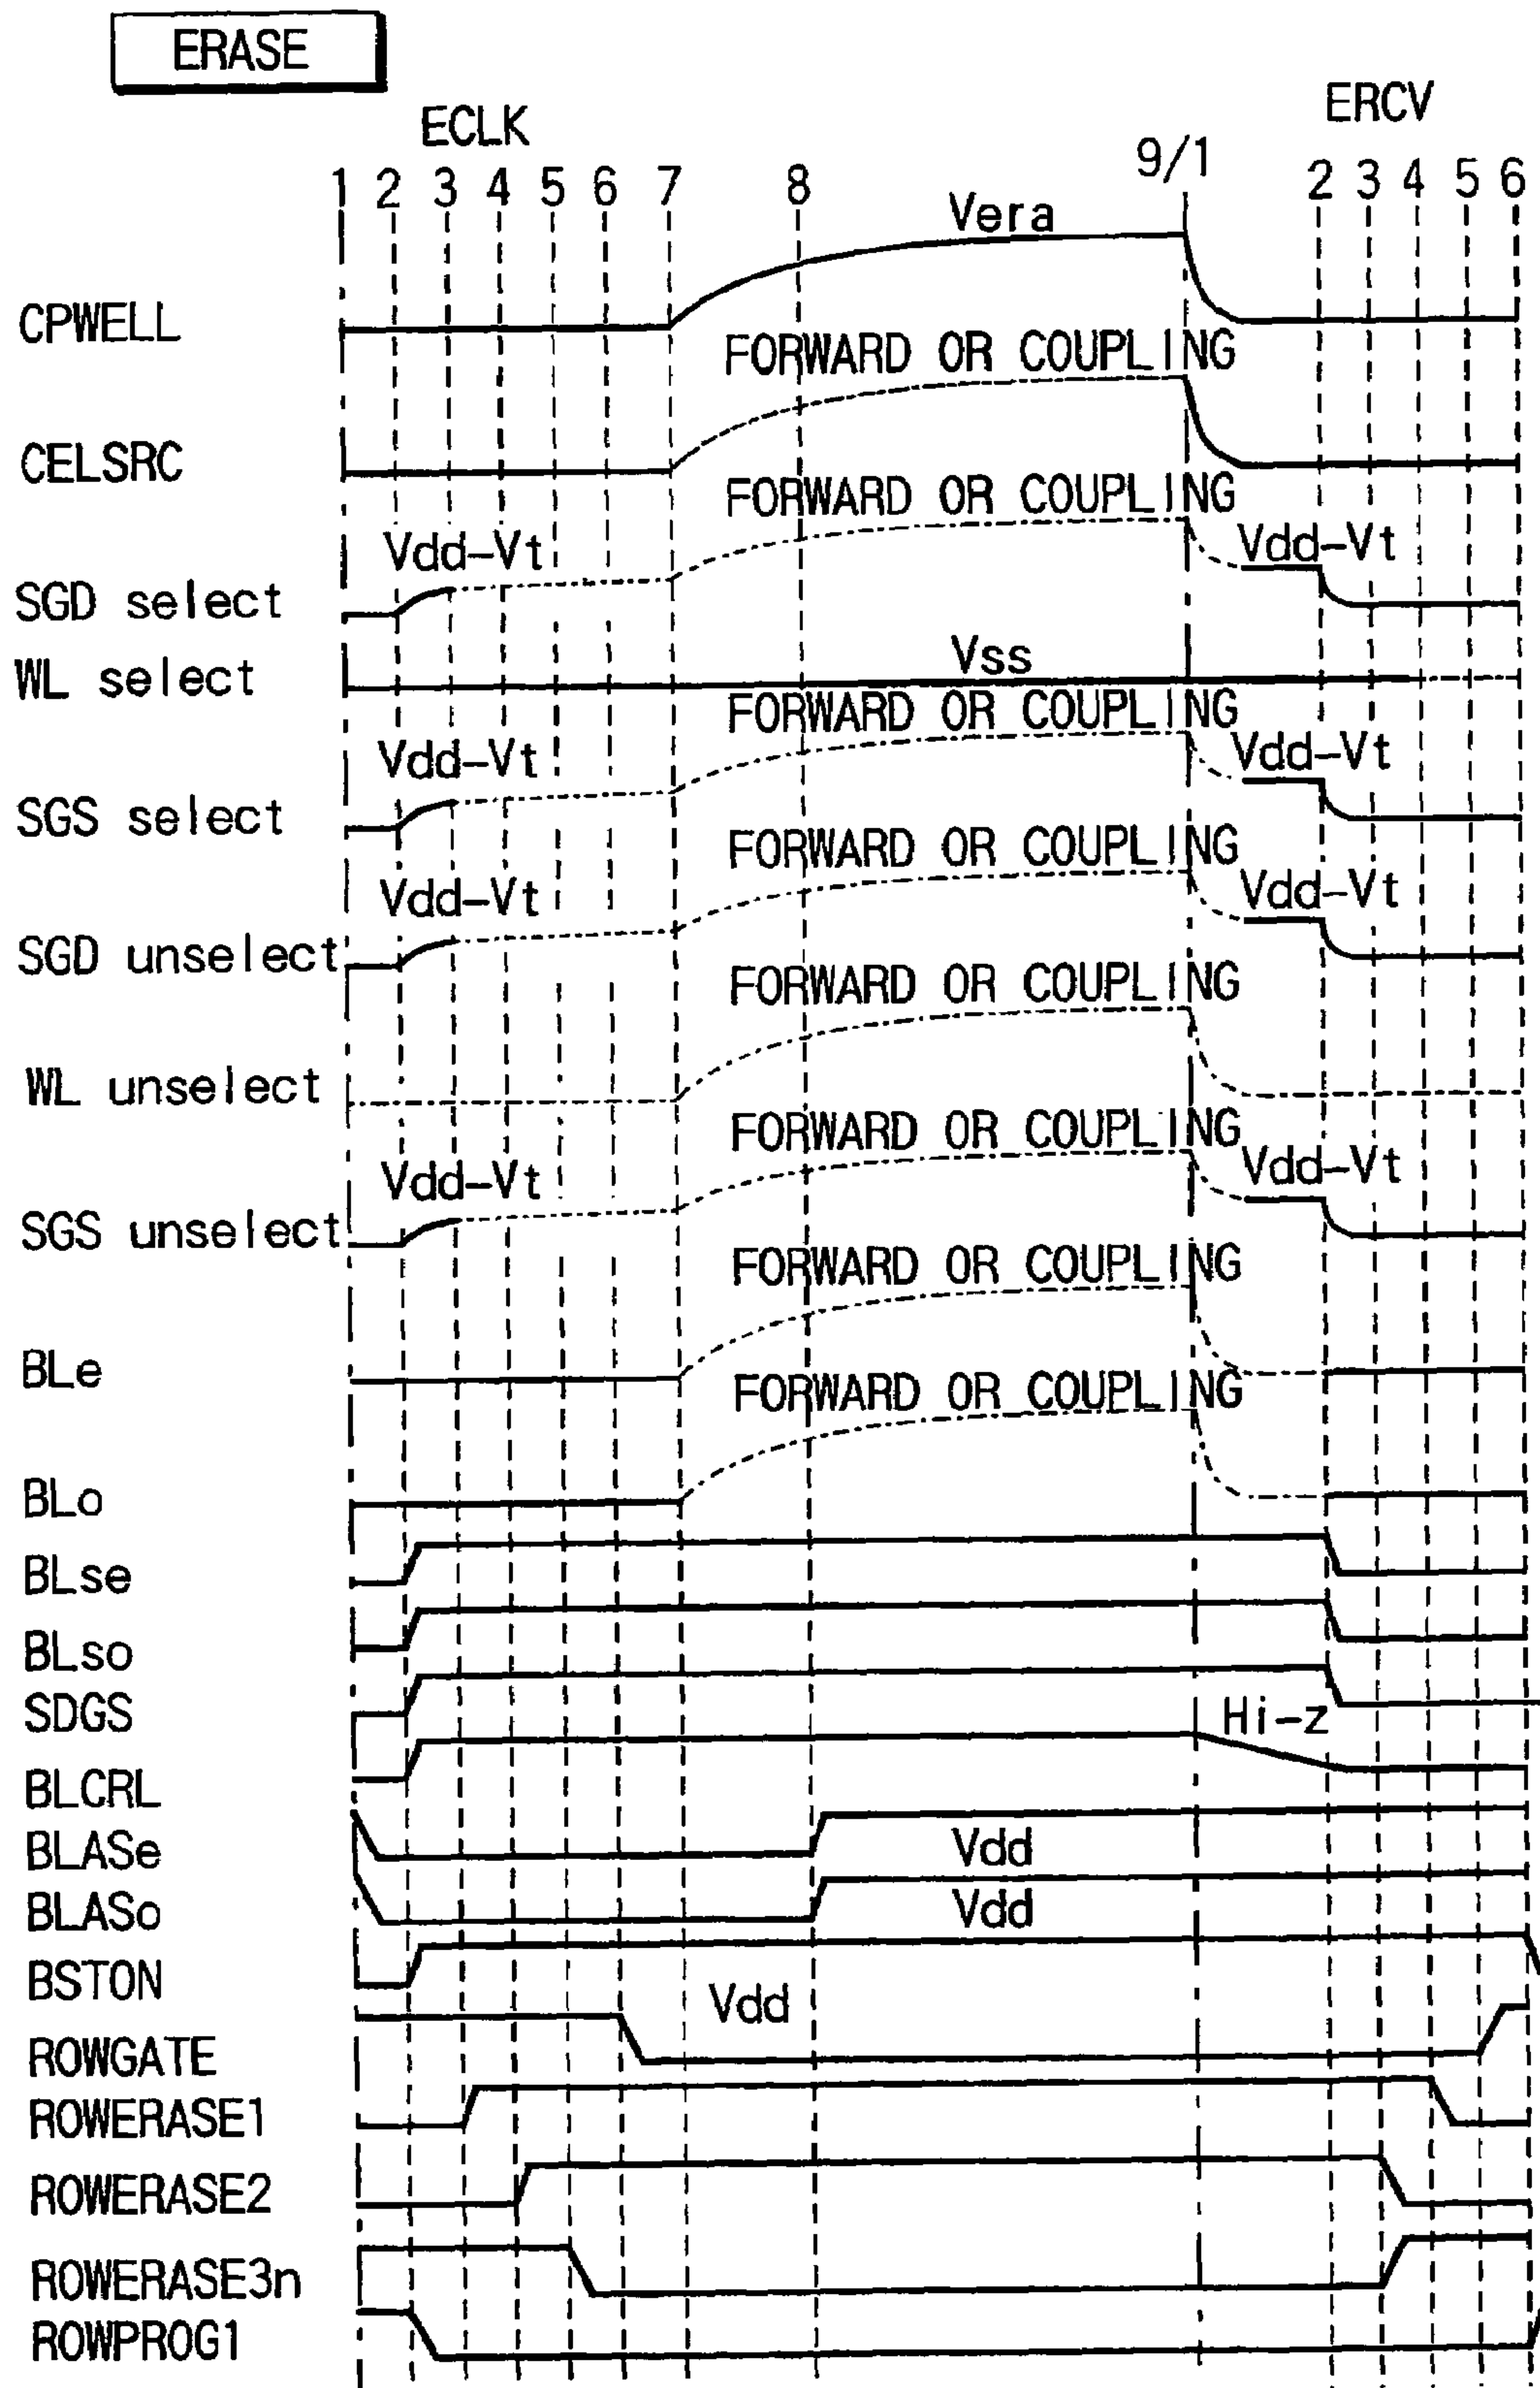 ERASE
ECLK
ERCV
1 2 3 4 5 6 7 8 9/1 2 3 4 5 6
Vera
CPWELL
FORWARD OR COUPLING
CELSRC
FORWARD OR COUPLING
Vdd-Vt
Vdd-Vt
SGD select
Vss
WL select
FORWARD OR COUPLING
Vdd-Vt
Vdd-Vt
SGS select
FORWARD OR COUPLING
Vdd-Vt
Vdd-Vt
SGD unselect
FORWARD OR COUPLING
WL unselect
FORWARD OR COUPLING
Vdd-Vt
Vdd-Vt
SGS unselect
FORWARD OR COUPLING
BLe
FORWARD OR COUPLING
BLo
BLse
BLso
SDGS
Hi-z
BLCRL
BLASe
Vdd
BLASo
Vdd
BSTON
Vdd
ROWGATE
ROWERASE1
ROWERASE2
ROWERASE3n
ROWPROG1